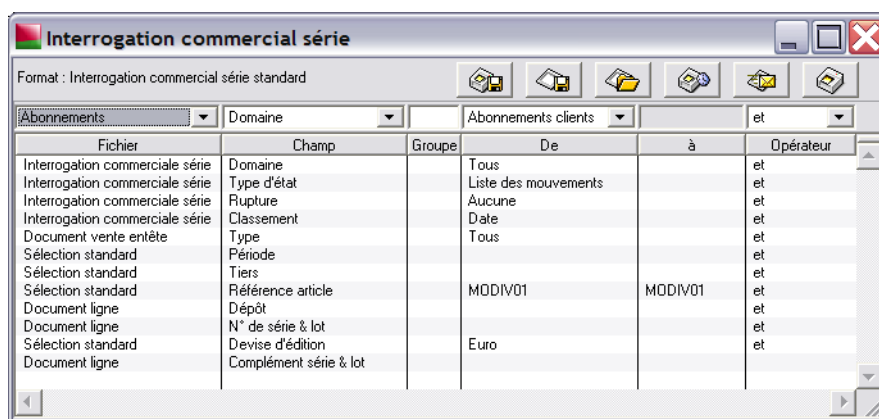 Interrogation commercial série
Format : Interrogation commercial série standard
Abonnements Domaine Abonnements clients et
Fichier Champ Groupe De à Opérateur
Interrogation commerciale série Domaine Tous et
Interrogation commerciale série Type d'état Liste des mouvements et
Interrogation commerciale série Rupture Aucune et
Interrogation commerciale série Classement Date et
Document vente entête Type Tous et
Sélection standard Période et
Sélection standard Tiers et
Sélection standard Référence article MODIV01 MODIV01 et
Document ligne Dépôt et
Document ligne N° de série & lot et
Sélection standard Devise d'édition Euro et
Document ligne Complément série & lot